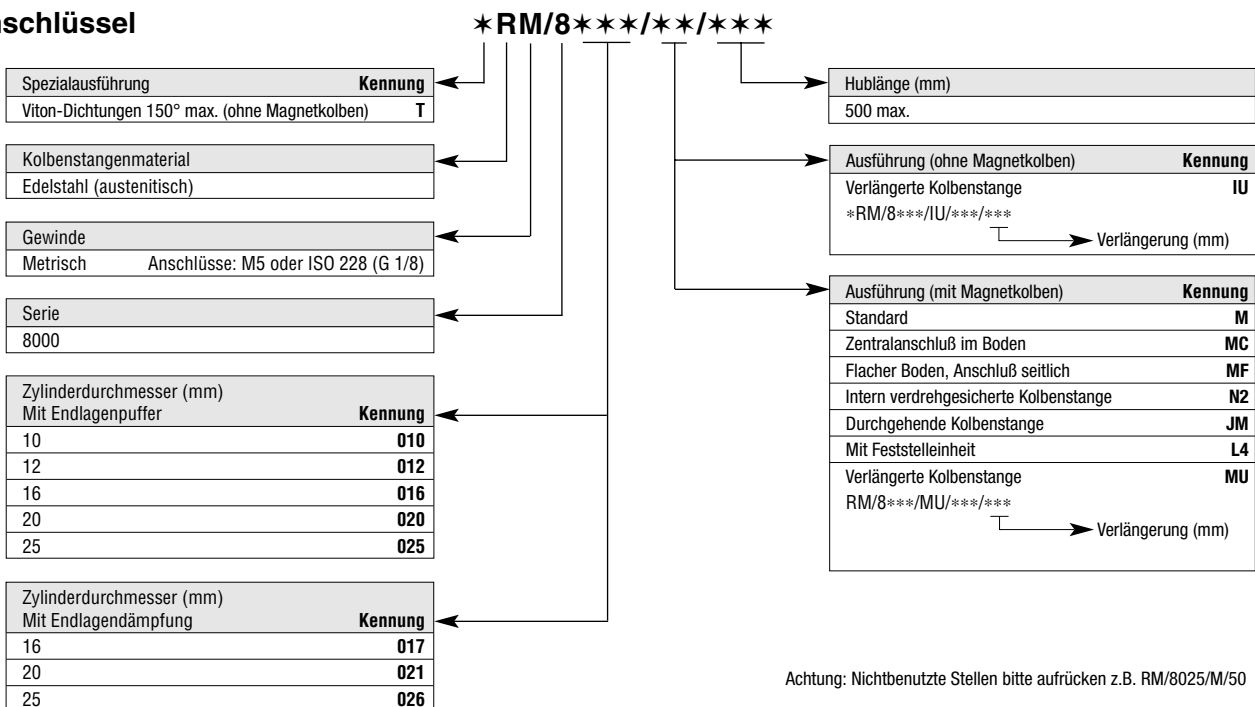 nschlüssel
✶RM/8✶✶✶/✶✶/✶✶✶
Spezialausführung Kennung
Viton-Dichtungen 150° max. (ohne Magnetkolben) T
Kolbenstangenmaterial
Edelstahl (austenitisch)
Gewinde
Metrisch Anschlüsse: M5 oder ISO 228 (G 1/8)
Serie
8000
Zylinderdurchmesser (mm)
Mit Endlagenpuffer Kennung
10 010
12 012
16 016
20 020
25 025
Zylinderdurchmesser (mm)
Mit Endlagendämpfung Kennung
16 017
20 021
25 026
Hublänge (mm)
500 max.
Ausführung (ohne Magnetkolben) Kennung
Verlängerte Kolbenstange IU
∗RM/8∗∗∗/IU/∗∗∗/∗∗∗
Verlängerung (mm)
Ausführung (mit Magnetkolben) Kennung
Standard M
Zentralanschluß im Boden MC
Flacher Boden, Anschluß seitlich MF
Intern verdrehgesicherte Kolbenstange N2
Durchgehende Kolbenstange JM
Mit Feststelleinheit L4
Verlängerte Kolbenstange MU
RM/8∗∗∗/MU/∗∗∗/∗∗∗
Verlängerung (mm)
Achtung: Nichtbenutzte Stellen bitte aufrücken z.B. RM/8025/M/50